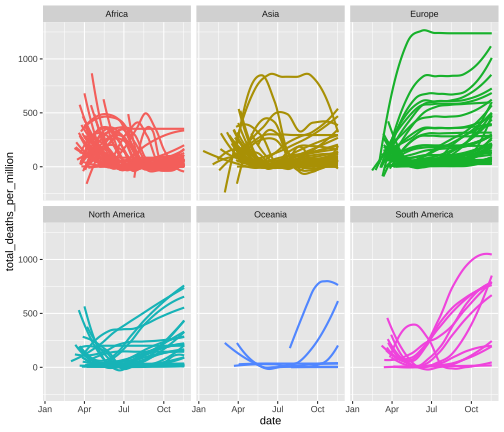 Africa
Asia
Europe
1000
500
0
total_deaths_per_million
North America
Oceania
South America
1000
500
0
Jan
Apr
Jul
Oct
Jan
Apr
Jul
Oct
Jan
Apr
Jul
Oct
date